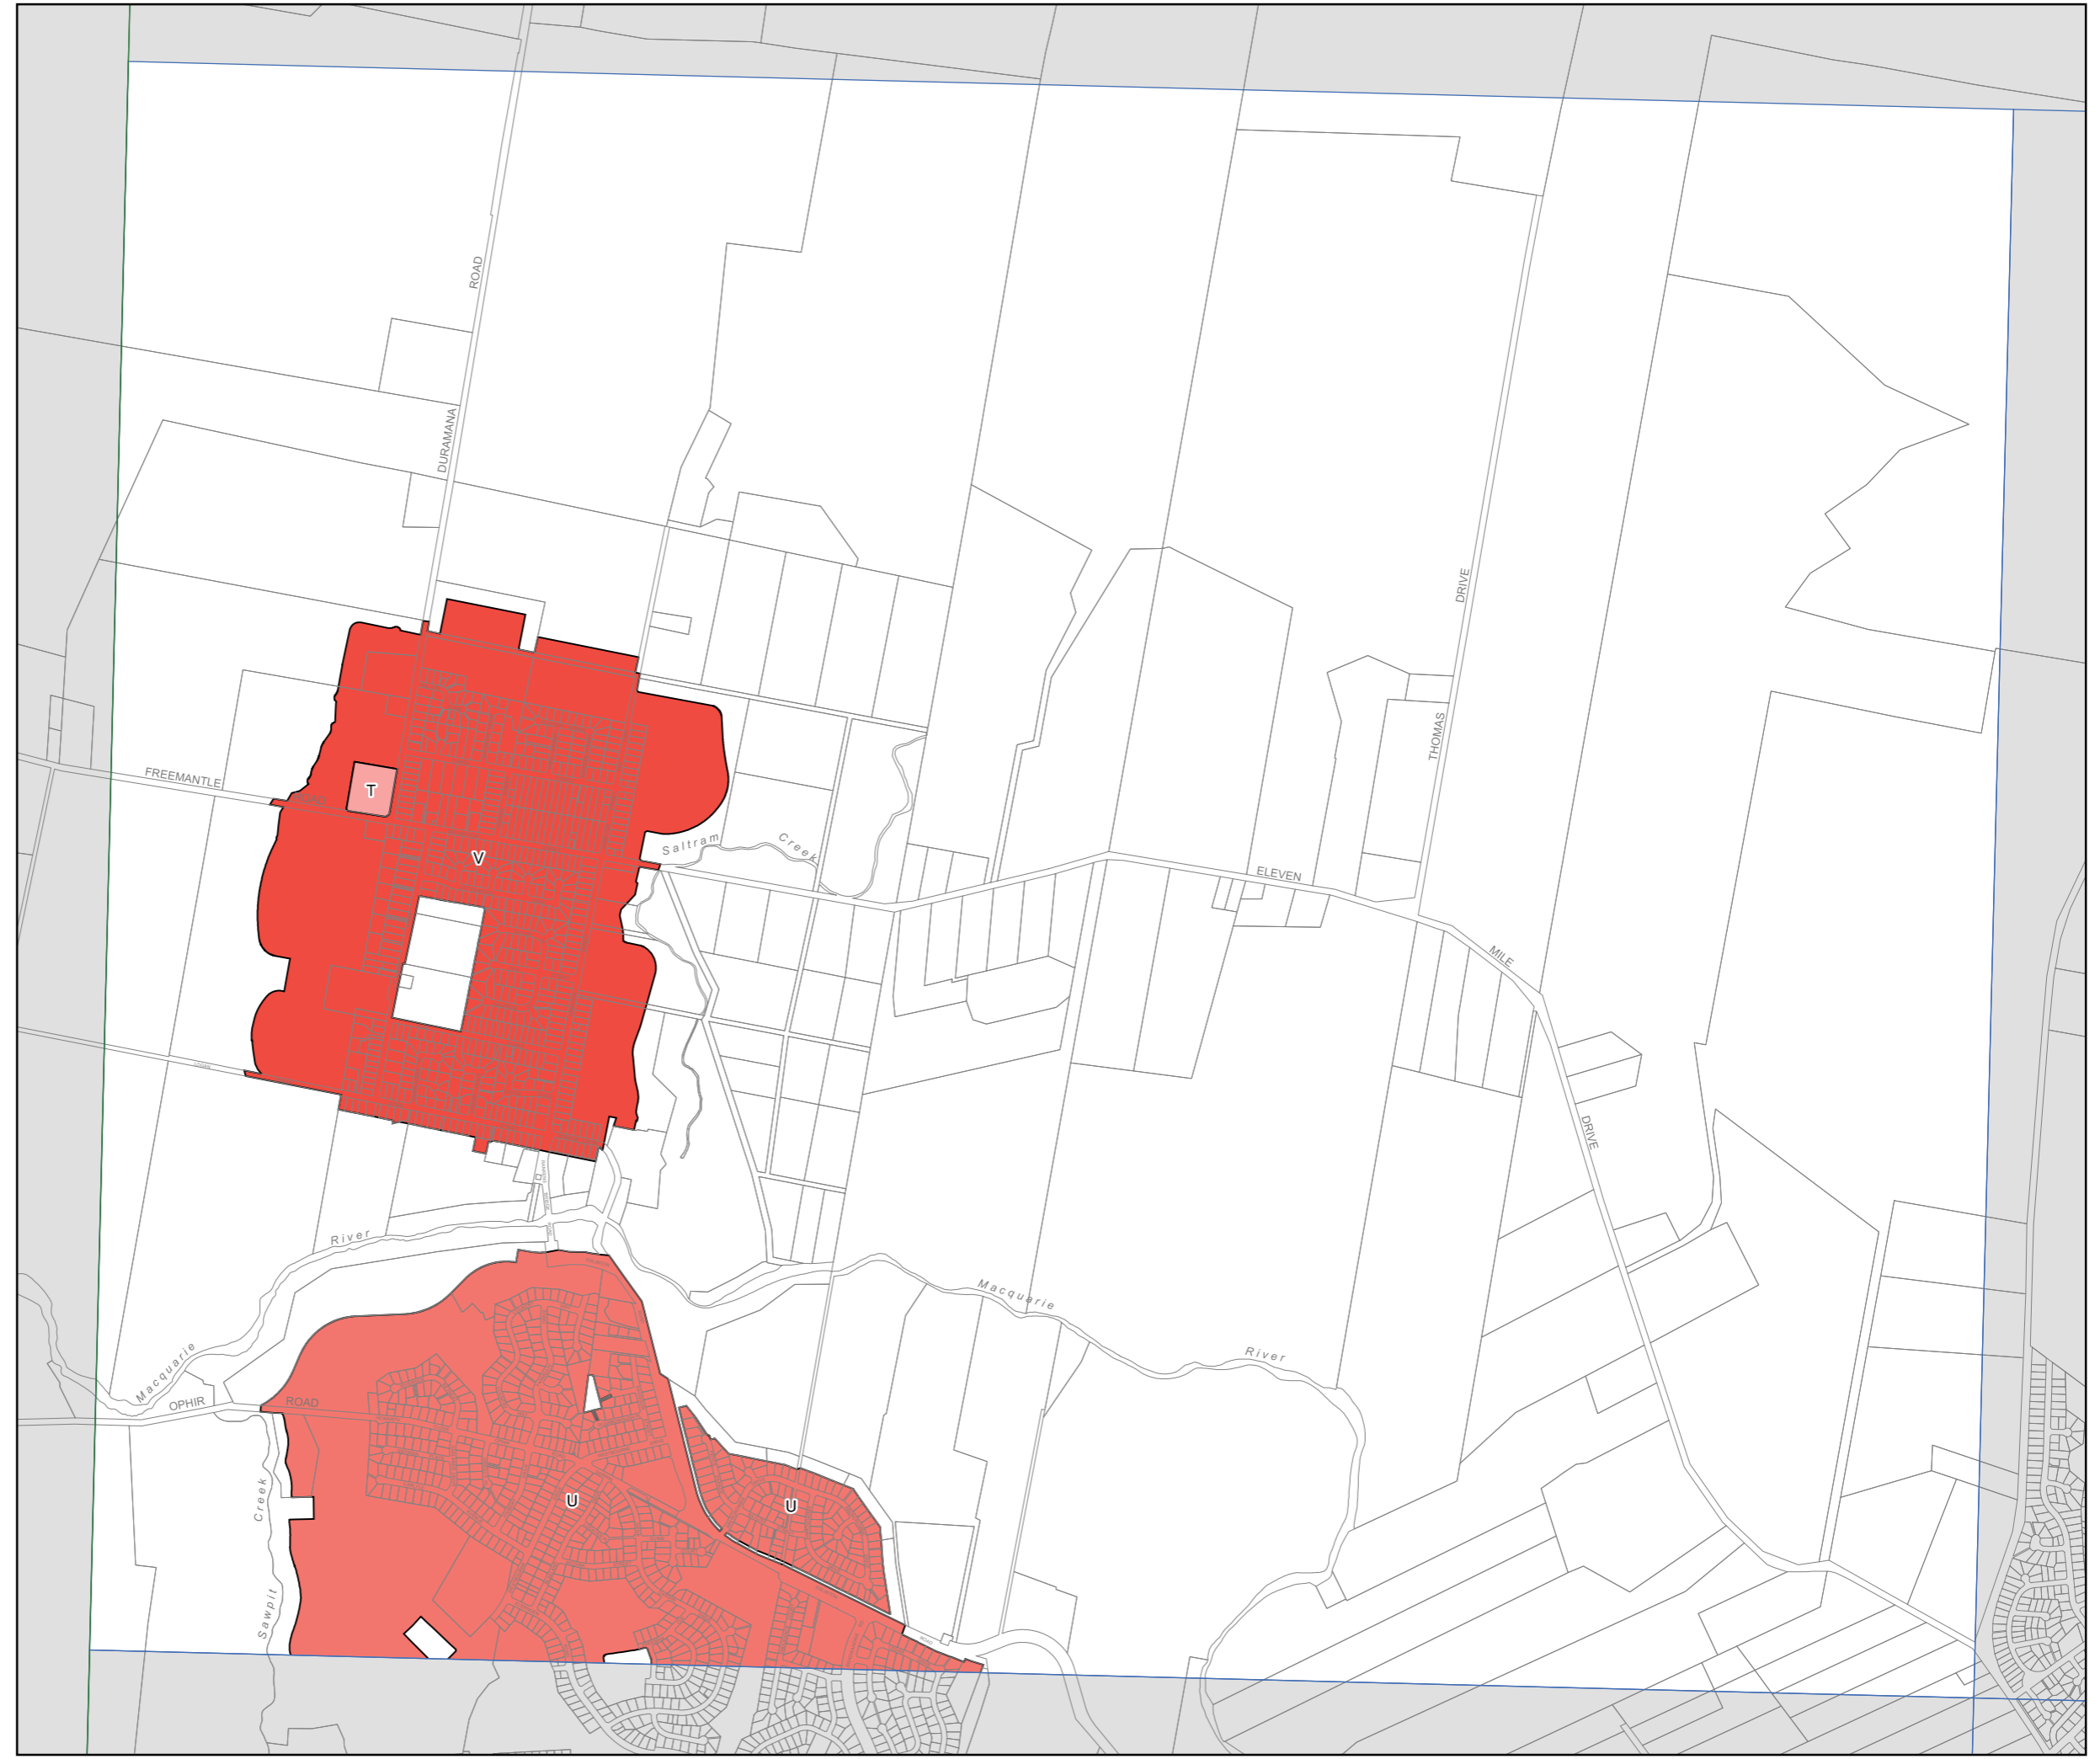 ROAD
DURAMANA
DRIVE
THOMAS
FREEMANTLE
ROAD
T
V
Saltram
Creek
ELEVEN
MILE
DRIVE
River
Macquarie
Macquarie
River
OPHIR
ROAD
Creek
Sawpit
U
U